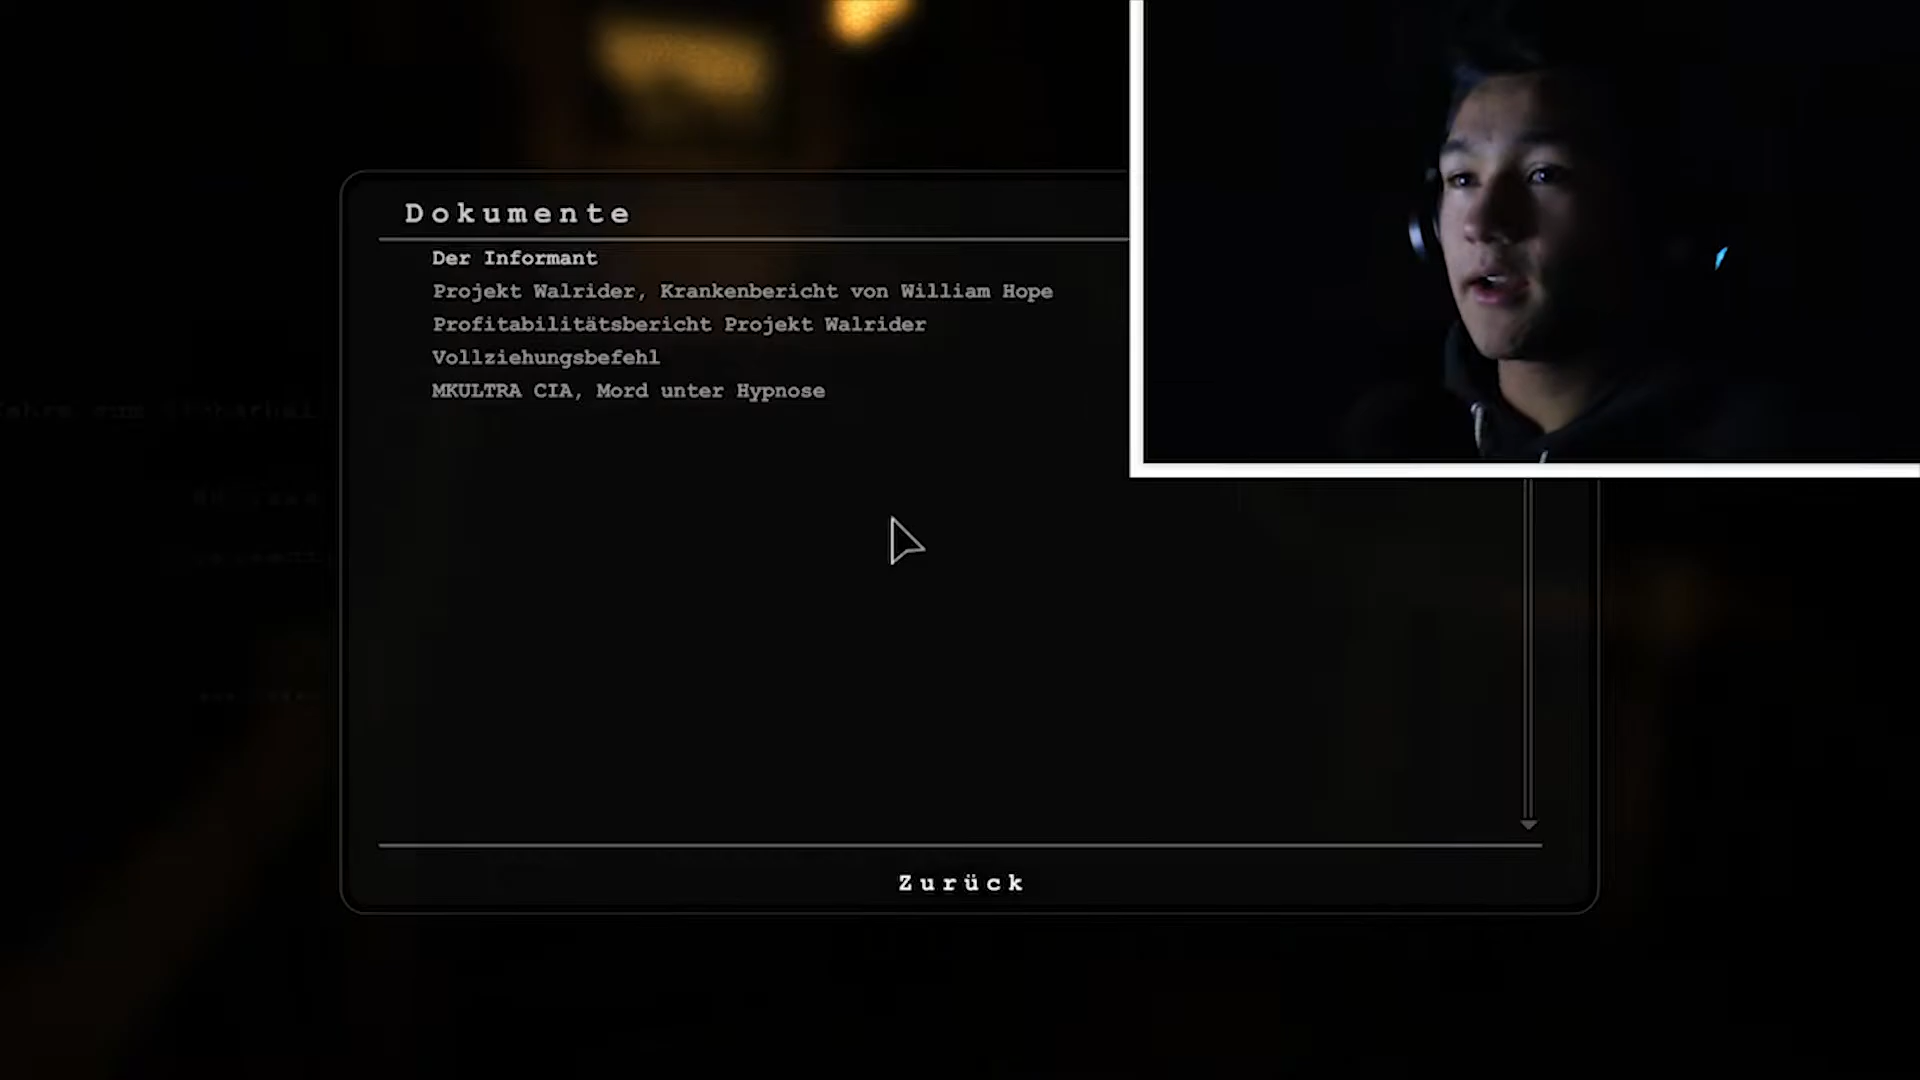 Dokumente
Der Informant
Projekt Walrider, Krankenbericht von William Hope
Profitabilitätsbericht Projekt Walrider
Vollziehungsbefehl
MKULTRA CIA, Mord unter Hypnose
Zurück